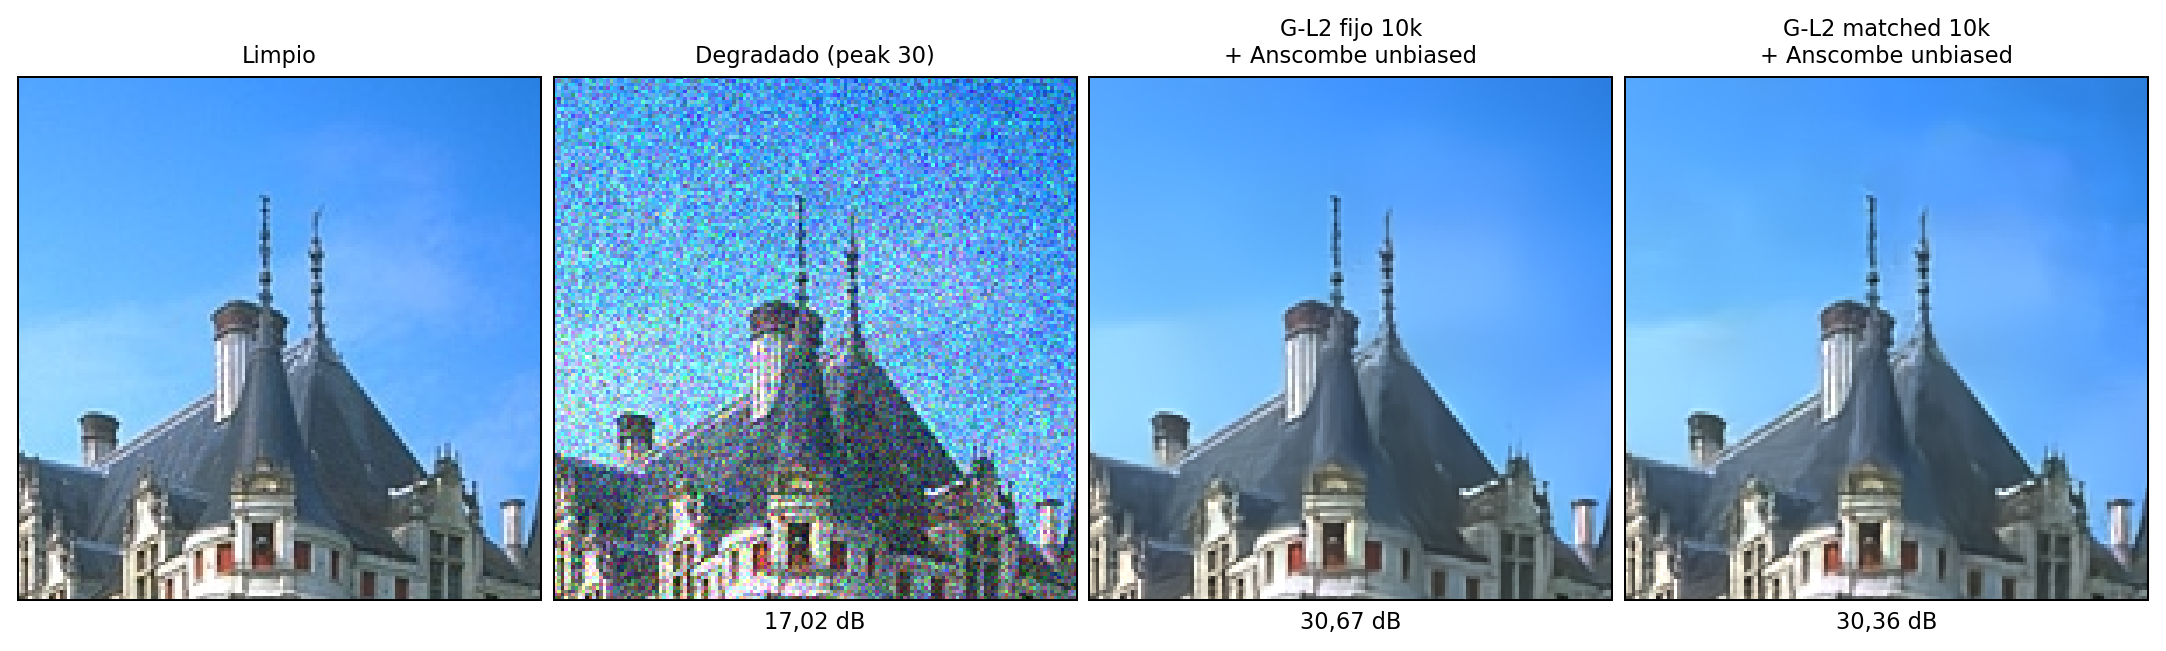 Limpio
Degradado (peak 30)
G-L2 fijo 10k
+ Anscombe unbiased
G-L2 matched 10k
+ Anscombe unbiased
17,02 dB
30,67 dB
30,36 dB